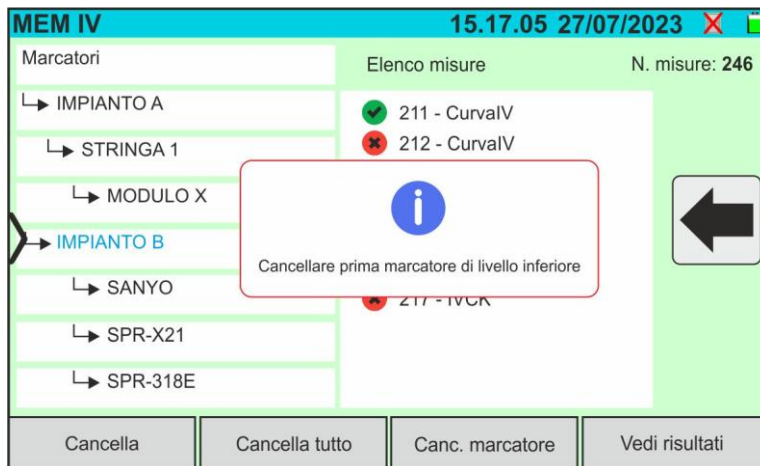 MEM IV 15.17.05 27/07/2023
Marcatori
Elenco misure N. misure: 246
IMPIANTO A
211 - CurvaIV
212 - CurvaIV
STRINGA 1
MODULO X
IMPIANTO B
Cancellare prima marcatore di livello inferiore
SANYO
217 - IVCK
SPR-X21
SPR-318E
Cancella Cancella tutto Canc. marcatore Vedi risultati